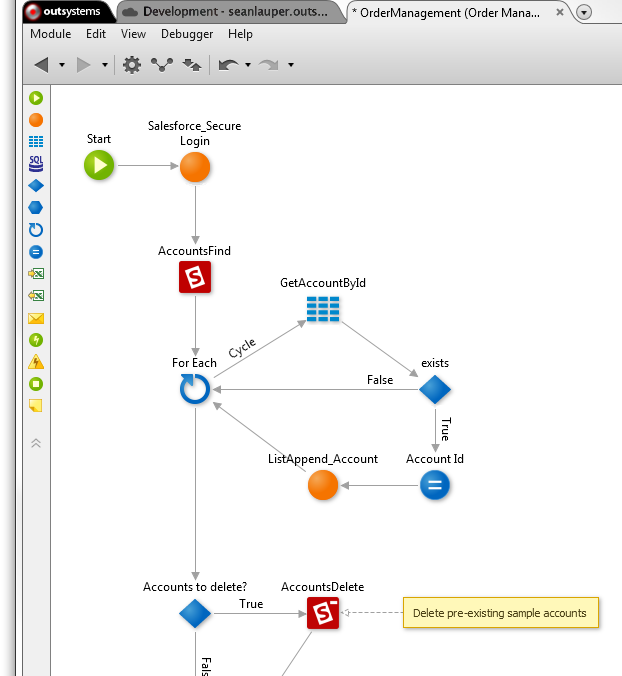 outsystems
Development - seanlauper.outs...
* OrderManagement (Order Mana...
Module Edit View Debugger Help
SQL
Start
Salesforce_Secure
Login
AccountsFind
GetAccountById
Cycle
For Each
exists
False
True
ListAppend_Account
Account Id
Accounts to delete?
AccountsDelete
True
Delete pre-existing sample accounts